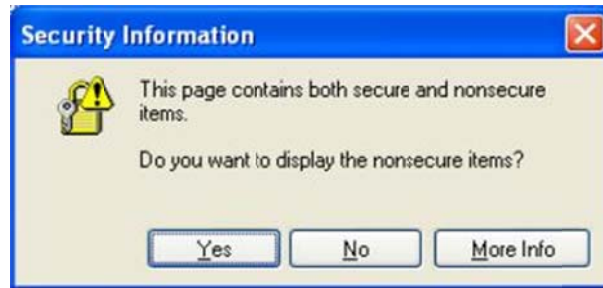 Security Information
This page contains both secure and nonsecure
items.
Do you want to display the nonsecure items?
Yes
No
More Info